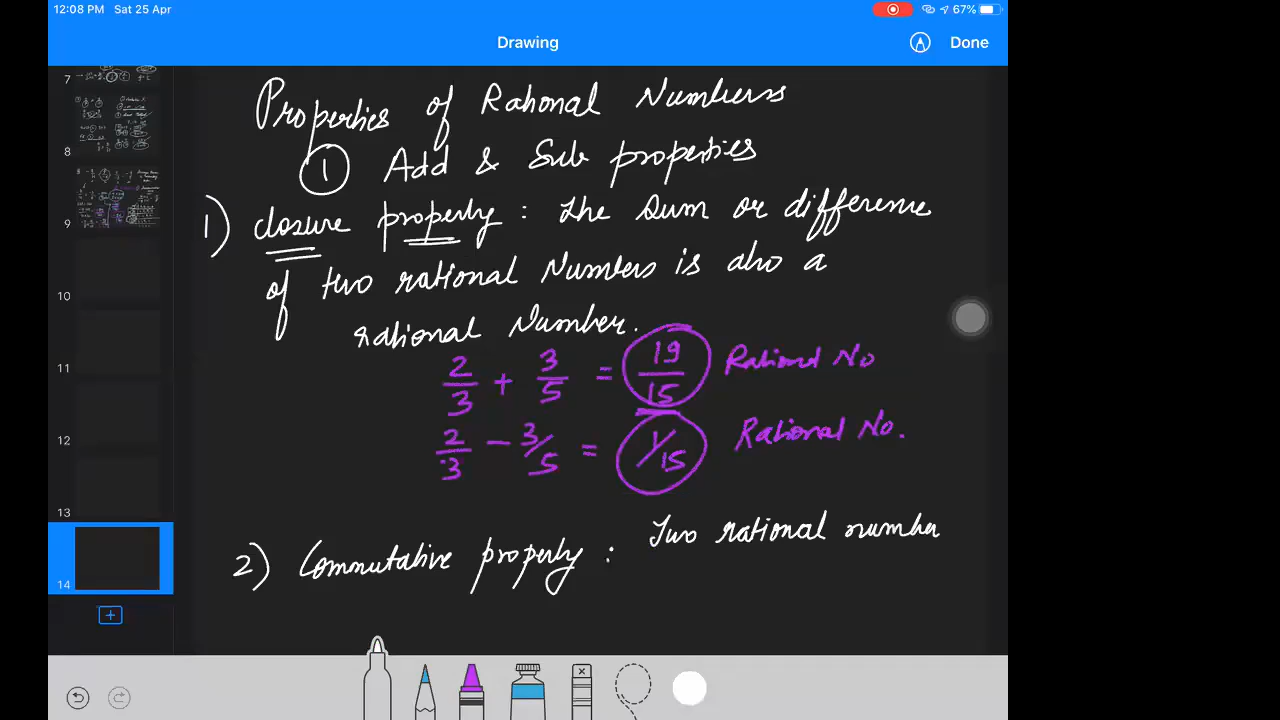 12:08 PM Sat 25 Apr 67%
Drawing Done
Properties of Rational Numbers
① Add & Sub properties
1) closure property : The sum or difference
of two rational Numbers is also a
rational Number.
2/3 + 3/5 = 19/15 Rational No
2/3 - 3/5 = 1/15 Rational No.
2) Commutative property : Two rational number
7
8
9
10
11
12
13
14